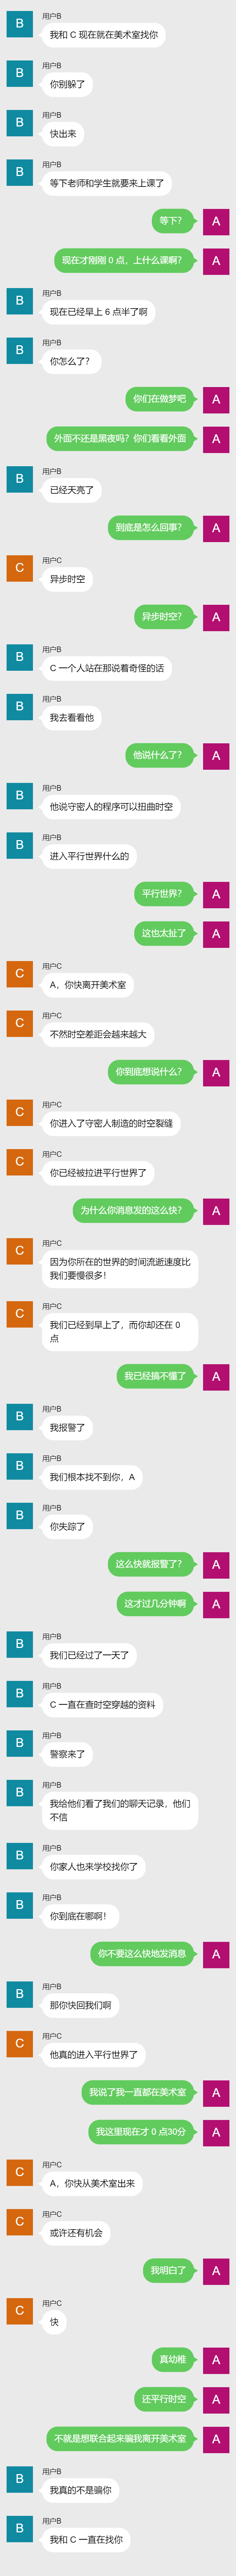 B
用户B
我和 C 现在就在美术室找你
B
用户B
你别躲了
B
用户B
快出来
B
用户B
等下老师和学生就要来上课了
等下？
A
现在才刚刚 0 点，上什么课啊？
A
B
用户B
现在已经早上 6 点半了啊
B
用户B
你怎么了？
你们在做梦吧
A
外面不还是黑夜吗？你们看看外面
A
B
用户B
已经天亮了
到底是怎么回事？
A
C
用户C
异步时空
异步时空？
A
B
用户B
C 一个人站在那说着奇怪的话
B
用户B
我去看看他
他说什么了？
A
B
用户B
他说守密人的程序可以扭曲时空
B
用户B
进入平行世界什么的
平行世界？
A
这也太扯了
A
C
用户C
A，你快离开美术室
C
用户C
不然时空差距会越来越大
你到底想说什么？
A
C
用户C
你进入了守密人制造的时空裂缝
C
用户C
你已经被拉进平行世界了
为什么你消息发的这么快？
A
C
用户C
因为你所在的世界的时间流逝速度比
我们要慢很多！
C
用户C
我们已经到早上了，而你却还在 0
点
我已经搞不懂了
A
B
用户B
我报警了
B
用户B
我们根本找不到你，A
B
用户B
你失踪了
这么快就报警了？
A
这才过几分钟啊
A
B
用户B
我们已经过了一天了
B
用户B
C 一直在查时空穿越的资料
B
用户B
警察来了
B
用户B
我给他们看了我们的聊天记录，他们
不信
B
用户B
你家人也来学校找你了
B
用户B
你到底在哪啊！
你不要这么快地发消息
A
B
用户B
那你快回我们啊
C
用户C
他真的进入平行世界了
我说了我一直都在美术室
A
我这里现在才 0 点30分
A
C
用户C
A，你快从美术室出来
C
用户C
或许还有机会
我明白了
A
C
用户C
快
真幼稚
A
还平行时空
A
不就是想联合起来骗我离开美术室
A
B
用户B
我真的不是骗你
B
用户B
我和 C 一直在找你